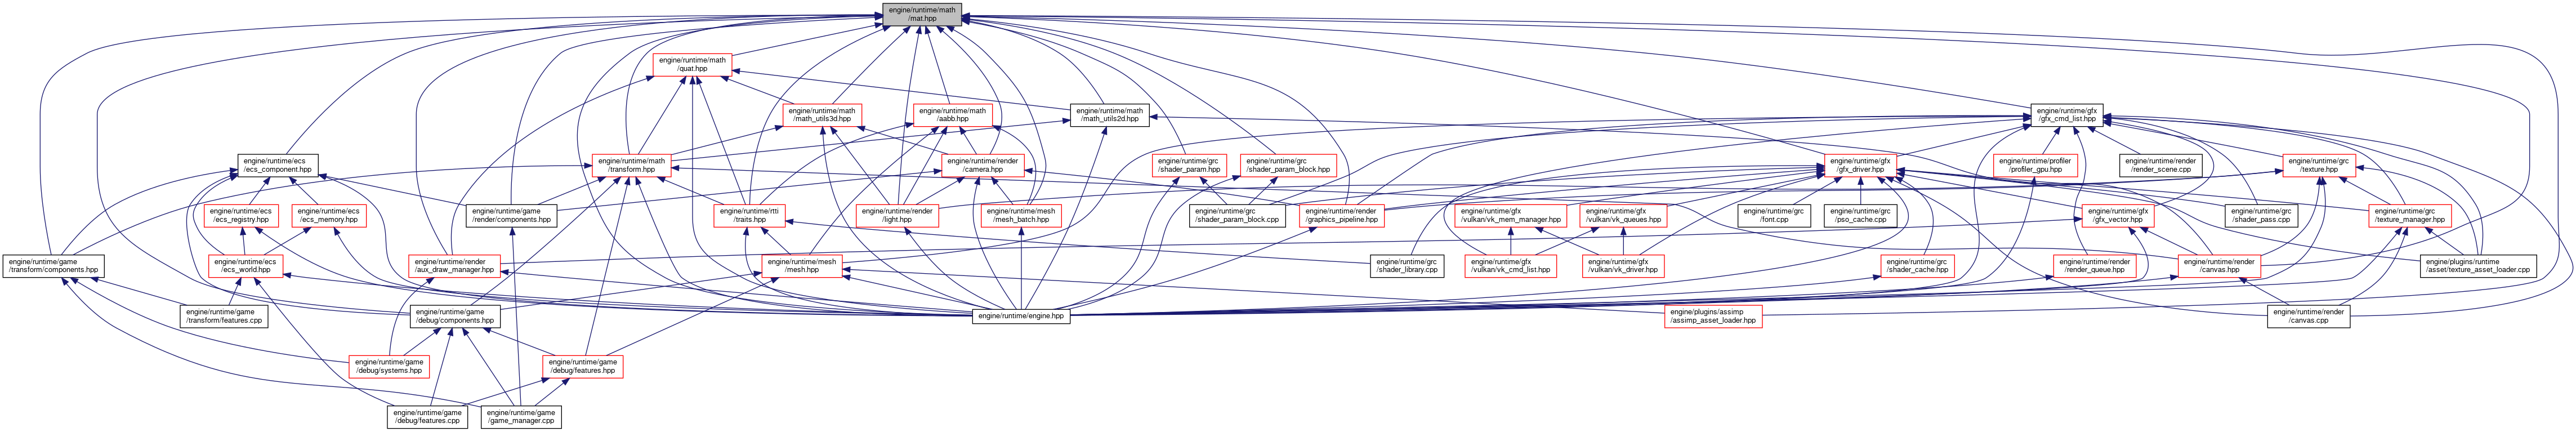 engine/runtime/math
/mat.hpp
engine/runtime/math
/quat.hpp
engine/runtime/math
/math_utils3d.hpp
engine/runtime/math
/aabb.hpp
engine/runtime/math
/math_utils2d.hpp
engine/runtime/gfx
/gfx_cmd_list.hpp
engine/runtime/ecs
/ecs_component.hpp
engine/runtime/math
/transform.hpp
engine/runtime/render
/camera.hpp
engine/runtime/grc
/shader_param.hpp
engine/runtime/grc
/shader_param_block.hpp
engine/runtime/gfx
/gfx_driver.hpp
engine/runtime/profiler
/profiler_gpu.hpp
engine/runtime/render
/render_scene.cpp
engine/runtime/grc
/texture.hpp
engine/runtime/ecs
/ecs_registry.hpp
engine/runtime/ecs
/ecs_memory.hpp
engine/runtime/game
/render/components.hpp
engine/runtime/rtti
/traits.hpp
engine/runtime/render
/light.hpp
engine/runtime/mesh
/mesh_batch.hpp
engine/runtime/grc
/shader_param_block.cpp
engine/runtime/render
/graphics_pipeline.hpp
engine/runtime/gfx
/vulkan/vk_mem_manager.hpp
engine/runtime/gfx
/vulkan/vk_queues.hpp
engine/runtime/grc
/font.cpp
engine/runtime/grc
/pso_cache.cpp
engine/runtime/gfx
/gfx_vector.hpp
engine/runtime/grc
/shader_pass.cpp
engine/runtime/grc
/texture_manager.hpp
engine/runtime/game
/transform/components.hpp
engine/runtime/ecs
/ecs_world.hpp
engine/runtime/render
/aux_draw_manager.hpp
engine/runtime/mesh
/mesh.hpp
engine/runtime/grc
/shader_library.cpp
engine/runtime/gfx
/vulkan/vk_cmd_list.hpp
engine/runtime/gfx
/vulkan/vk_driver.hpp
engine/runtime/grc
/shader_cache.hpp
engine/runtime/render
/render_queue.hpp
engine/runtime/render
/canvas.hpp
engine/plugins/runtime
/asset/texture_asset_loader.cpp
engine/runtime/game
/transform/features.cpp
engine/runtime/game
/debug/components.hpp
engine/runtime/engine.hpp
engine/plugins/assimp
/assimp_asset_loader.hpp
engine/runtime/render
/canvas.cpp
engine/runtime/game
/debug/systems.hpp
engine/runtime/game
/debug/features.hpp
engine/runtime/game
/debug/features.cpp
engine/runtime/game
/game_manager.cpp